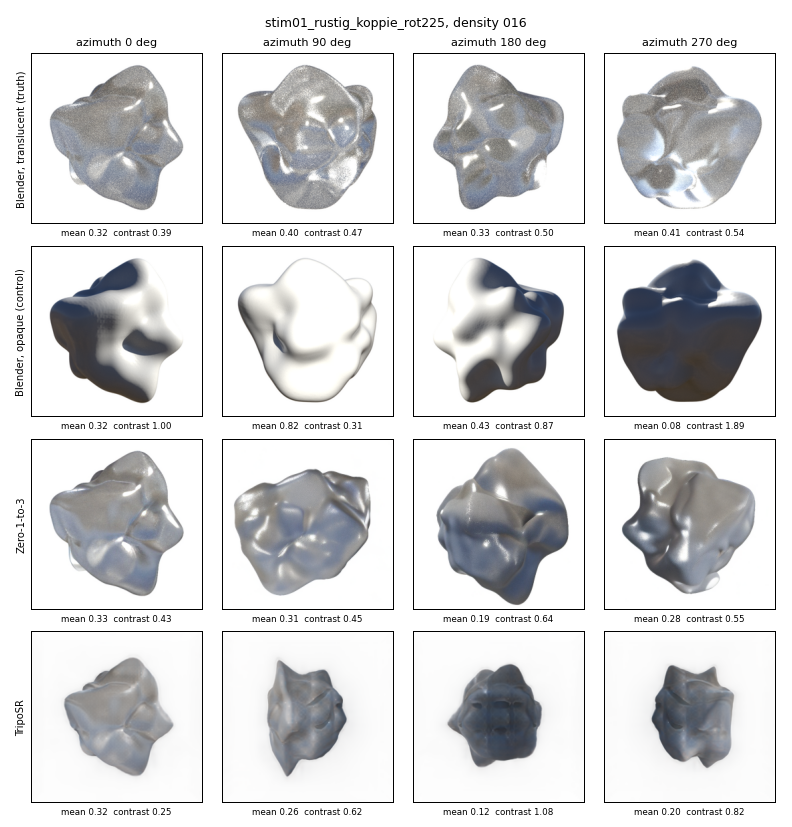 stim01_rustig_koppie_rot225, density 016
azimuth 0 deg
azimuth 90 deg
azimuth 180 deg
azimuth 270 deg
Blender, translucent (truth)
mean 0.32  contrast 0.39
mean 0.40  contrast 0.47
mean 0.33  contrast 0.50
mean 0.41  contrast 0.54
Blender, opaque (control)
mean 0.32  contrast 1.00
mean 0.82  contrast 0.31
mean 0.43  contrast 0.87
mean 0.08  contrast 1.89
Zero-1-to-3
mean 0.33  contrast 0.43
mean 0.31  contrast 0.45
mean 0.19  contrast 0.64
mean 0.28  contrast 0.55
TripoSR
mean 0.32  contrast 0.25
mean 0.26  contrast 0.62
mean 0.12  contrast 1.08
mean 0.20  contrast 0.82